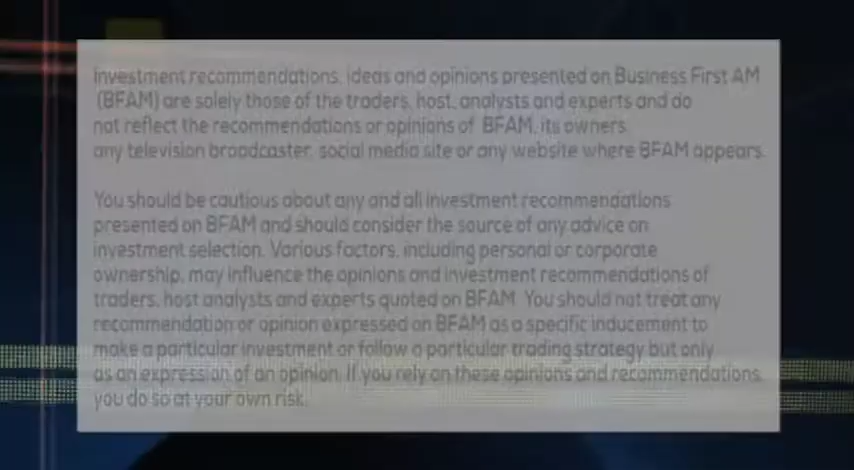 Investment recommendations, ideas and opinions presented on Business First AM
(BFAM) are solely those of the traders, host, analysts and experts and do
not reflect the recommendations or opinions of BFAM, its owners,
any television broadcaster, social media site or any website where BFAM appears.
You should be cautious about any and all investment recommendations
presented on BFAM and should consider the source of any advice on
investment selection. Various factors, including personal or corporate
ownership, may influence the opinions and investment recommendations of
traders, host analysts and experts quoted on BFAM. You should not treat any
recommendation or opinion expressed on BFAM as a specific inducement to
make a particular investment or follow a particular trading strategy but only
as an expression of an opinion. If you rely on these opinions and recommendations,
you do so at your own risk.